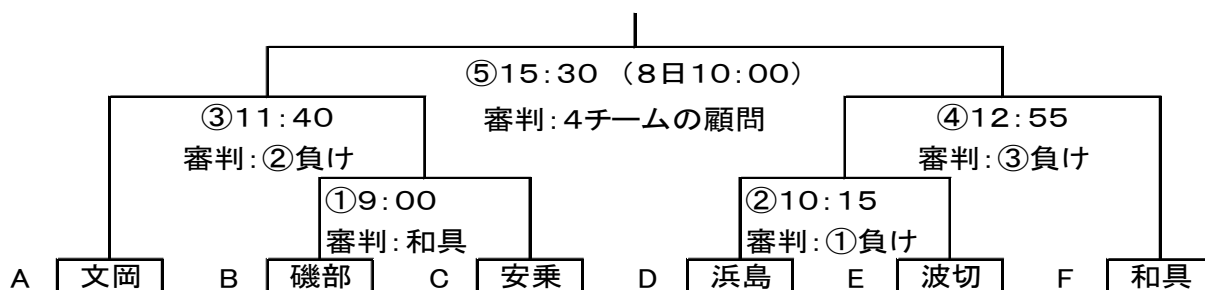 ⑤15:30 (8日10:00)
③11:40
審判:4チームの顧問
④12:55
審判:②負け
審判:③負け
①9:00
②10:15
審判:和具
審判:①負け
A 文岡 B 磯部 C 安乗 D 浜島 E 波切 F 和具